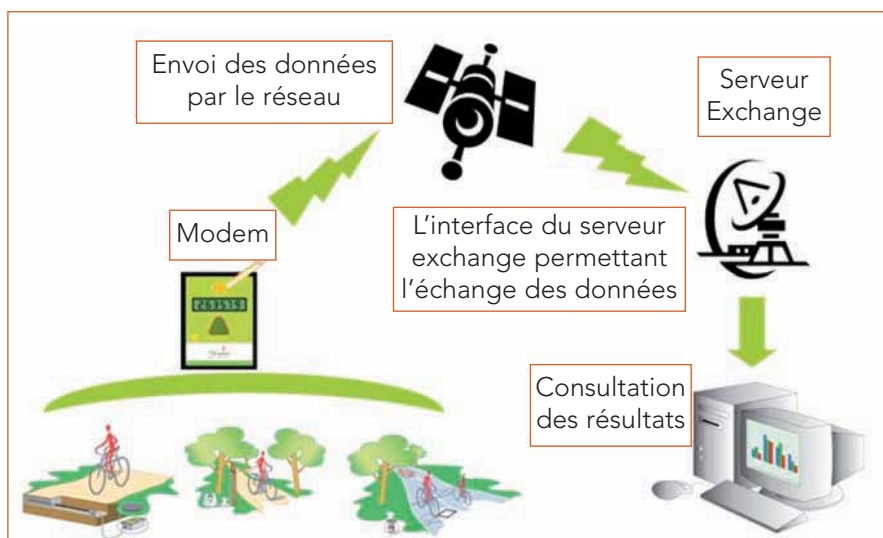 Envoi des données
par le réseau
Serveur
Exchange
Modem
L'interface du serveur
exchange permettant
l'échange des données
Consultation
des résultats